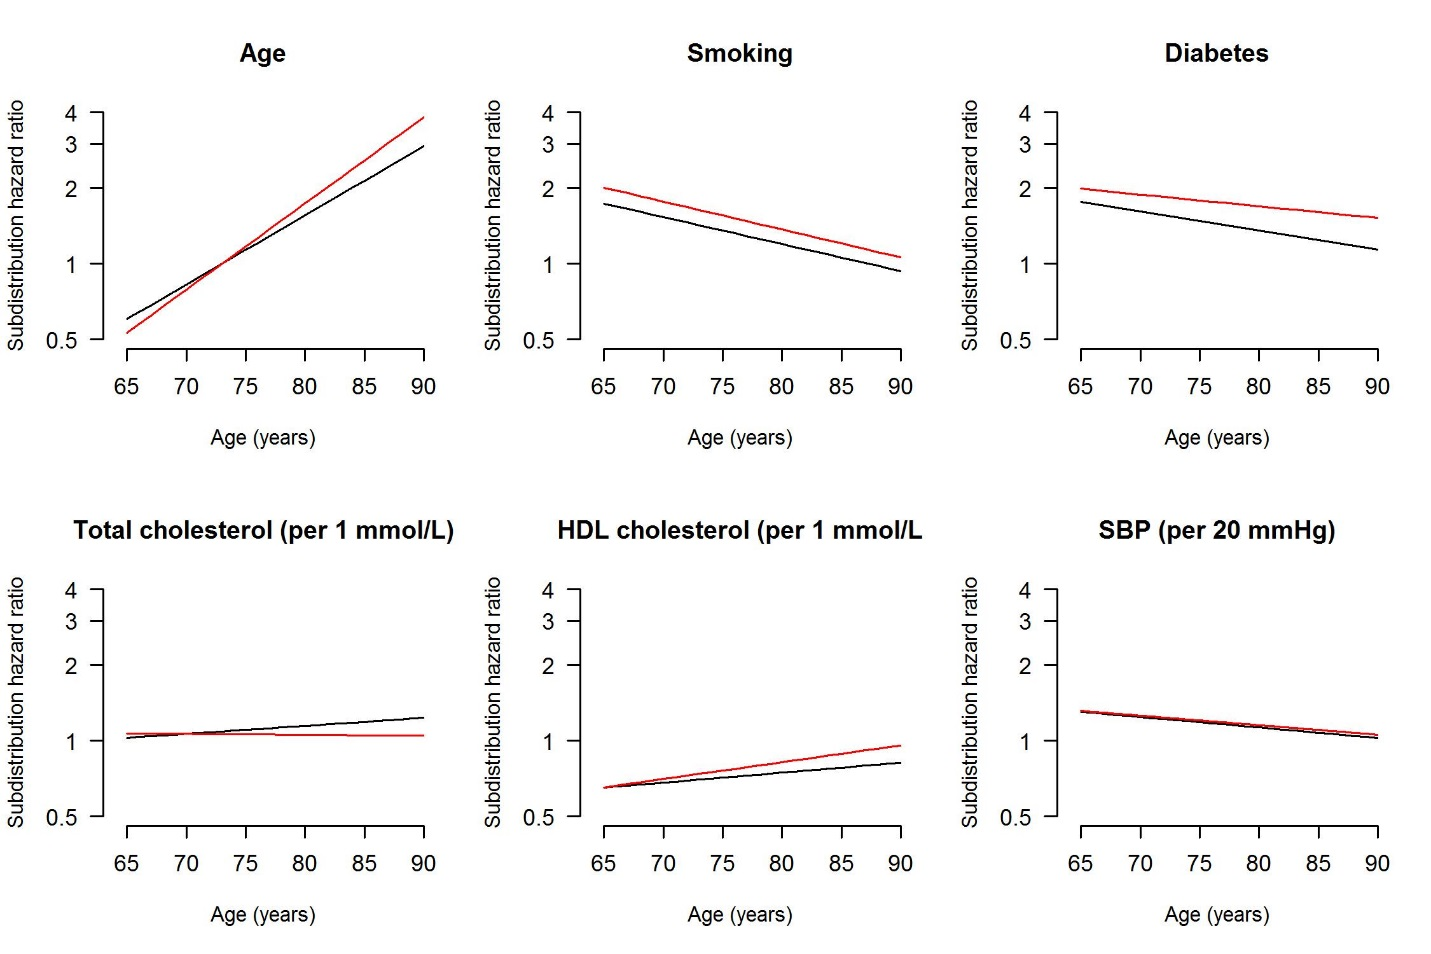 Age
Smoking
Diabetes
Subdistribution hazard ratio
4
3
2
1
0.5
65 70 75 80 85 90
Age (years)
Subdistribution hazard ratio
4
3
2
1
0.5
65 70 75 80 85 90
Age (years)
Subdistribution hazard ratio
4
3
2
1
0.5
65 70 75 80 85 90
Age (years)
Total cholesterol (per 1 mmol/L)
HDL cholesterol (per 1 mmol/L
SBP (per 20 mmHg)
Subdistribution hazard ratio
4
3
2
1
0.5
65 70 75 80 85 90
Age (years)
Subdistribution hazard ratio
4
3
2
1
0.5
65 70 75 80 85 90
Age (years)
Subdistribution hazard ratio
4
3
2
1
0.5
65 70 75 80 85 90
Age (years)